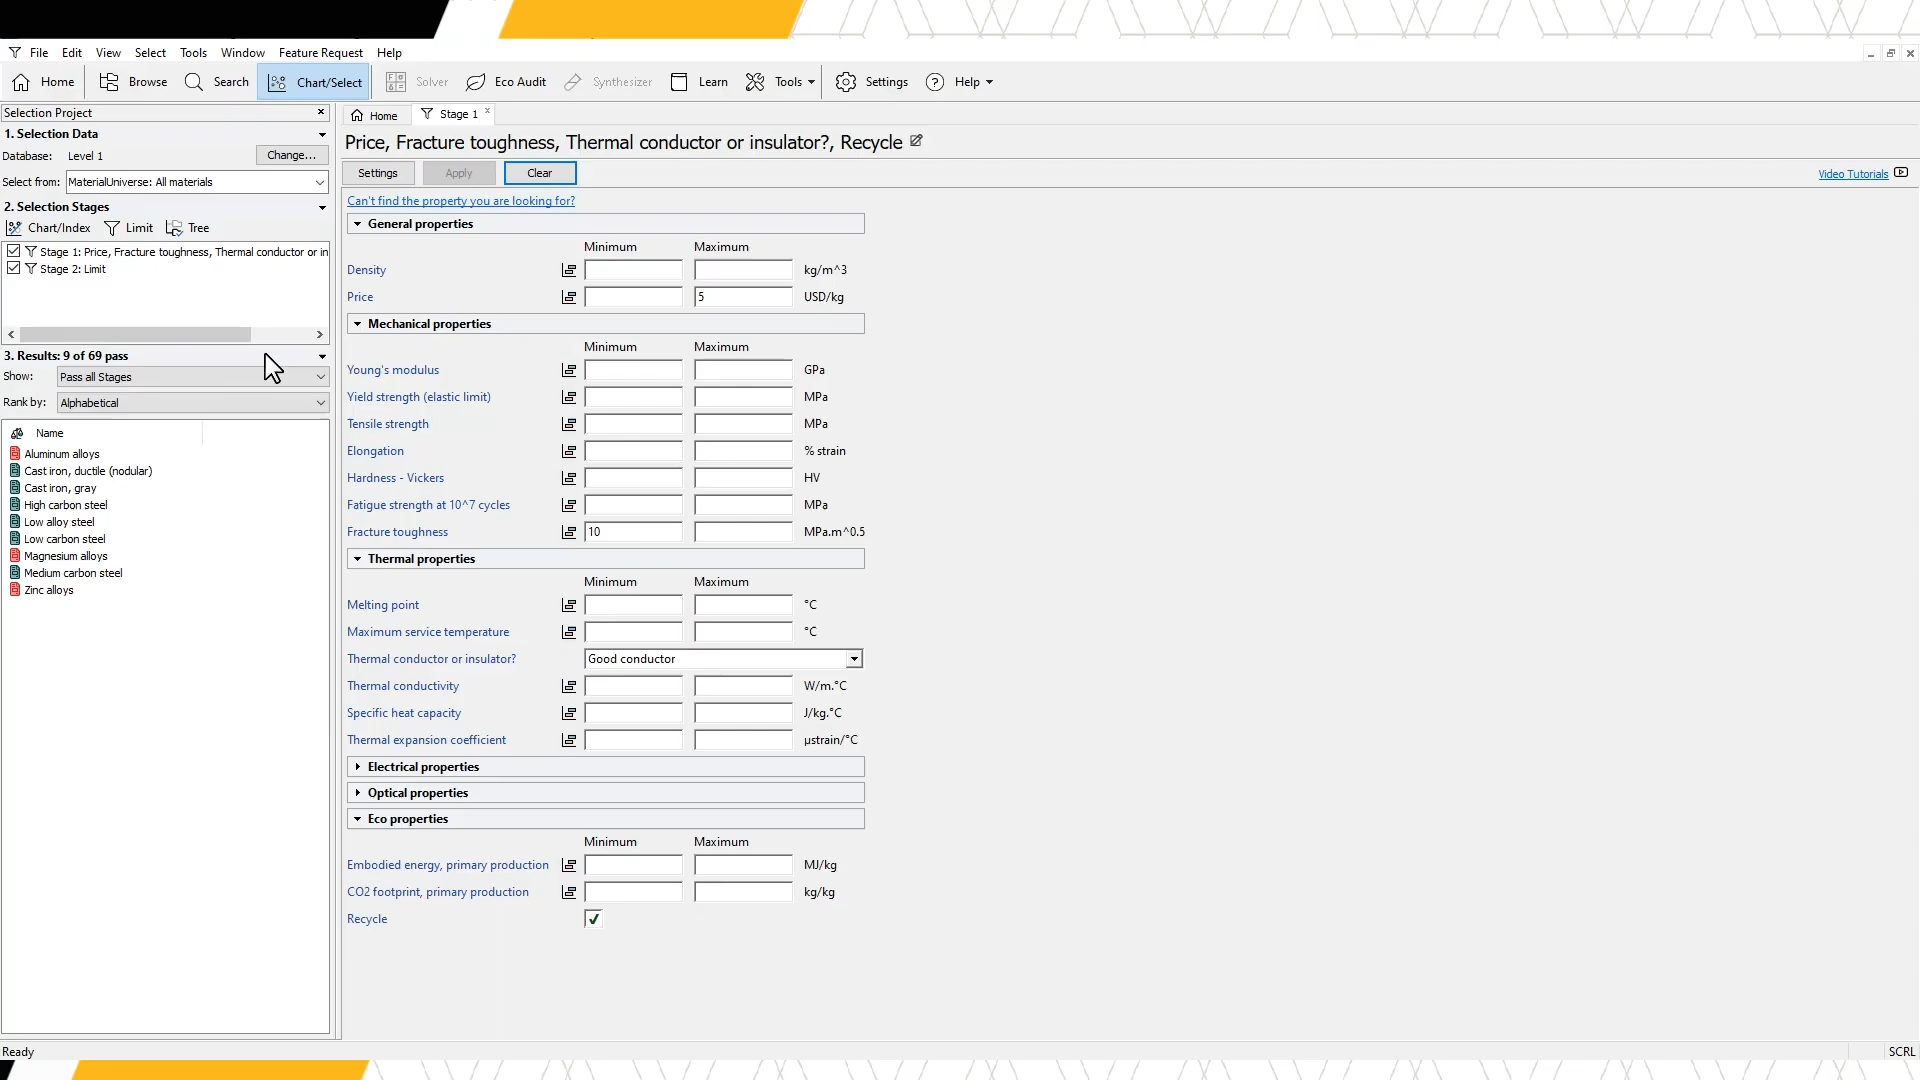 File Edit View Select Tools Window Feature Request Help
Home Browse Search Chart/Select Solver Eco Audit Synthesizer Learn Tools Settings Help
Selection Project
1. Selection Data
Database: Level 1 Change...
Select from: MaterialUniverse: All materials
2. Selection Stages
Chart/Index Limit Tree
Stage 1: Price, Fracture toughness, Thermal conductor or in
Stage 2: Limit
3. Results: 9 of 69 pass
Show: Pass all Stages
Rank by: Alphabetical
Name
Aluminum alloys
Cast iron, ductile (nodular)
Cast iron, gray
High carbon steel
Low alloy steel
Low carbon steel
Magnesium alloys
Medium carbon steel
Zinc alloys
Home Stage 1
Price, Fracture toughness, Thermal conductor or insulator?, Recycle
Settings Apply Clear Video Tutorials
Can't find the property you are looking for?
General properties
Minimum Maximum
Density kg/m^3
Price 5 USD/kg
Mechanical properties
Minimum Maximum
Young's modulus GPa
Yield strength (elastic limit) MPa
Tensile strength MPa
Elongation % strain
Hardness - Vickers HV
Fatigue strength at 10^7 cycles MPa
Fracture toughness 10 MPa.m^0.5
Thermal properties
Minimum Maximum
Melting point °C
Maximum service temperature °C
Thermal conductor or insulator? Good conductor
Thermal conductivity W/m.°C
Specific heat capacity J/kg.°C
Thermal expansion coefficient µstrain/°C
Electrical properties
Optical properties
Eco properties
Minimum Maximum
Embodied energy, primary production MJ/kg
CO2 footprint, primary production kg/kg
Recycle
Ready SCRL